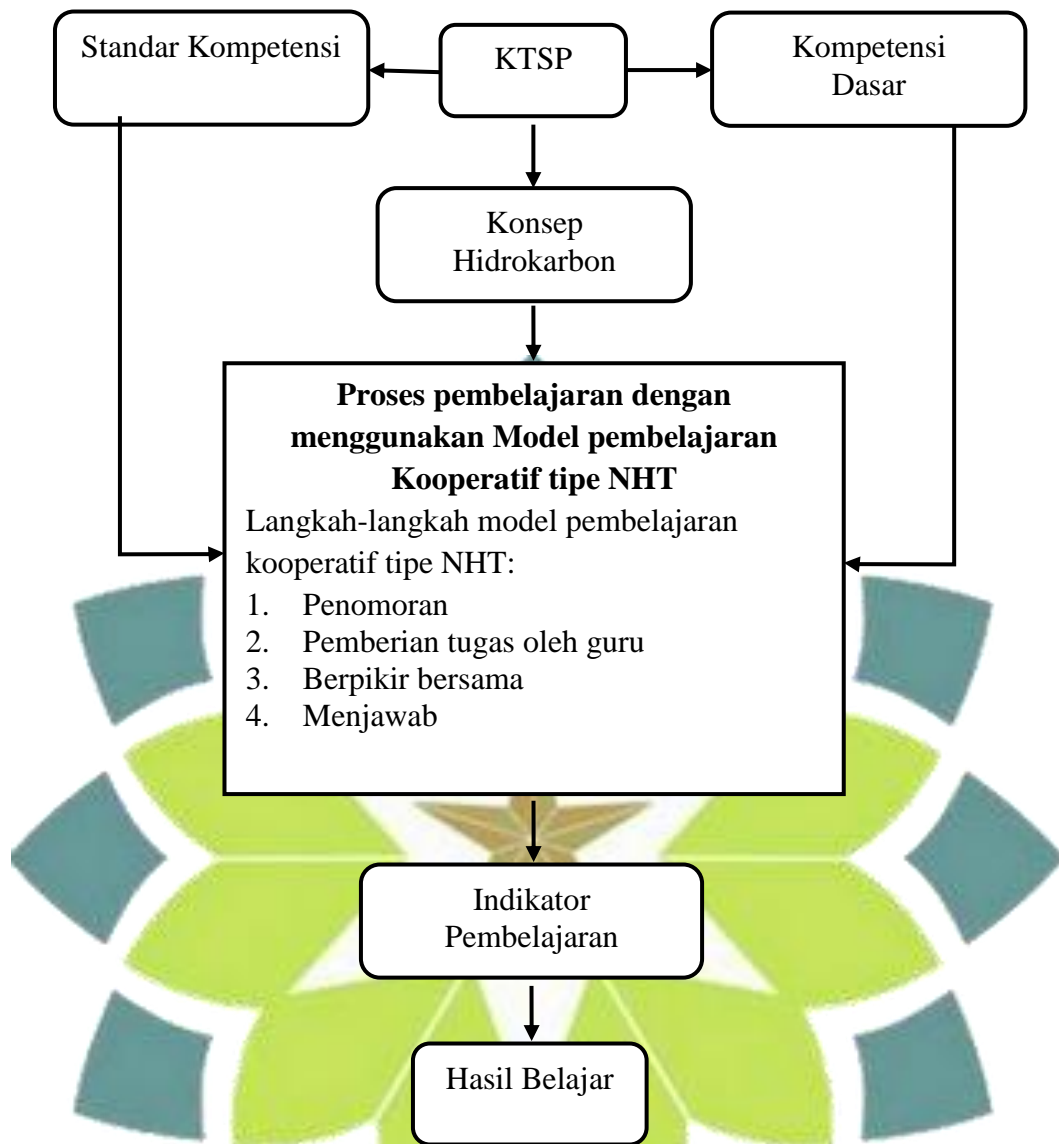 Standar Kompetensi
KTSP
Kompetensi
Dasar
Konsep
Hidrokarbon
Proses pembelajaran dengan
menggunakan Model pembelajaran
Kooperatif tipe NHT
Langkah-langkah model pembelajaran
kooperatif tipe NHT:
1. Penomoran
2. Pemberian tugas oleh guru
3. Berpikir bersama
4. Menjawab
Indikator
Pembelajaran
Hasil Belajar